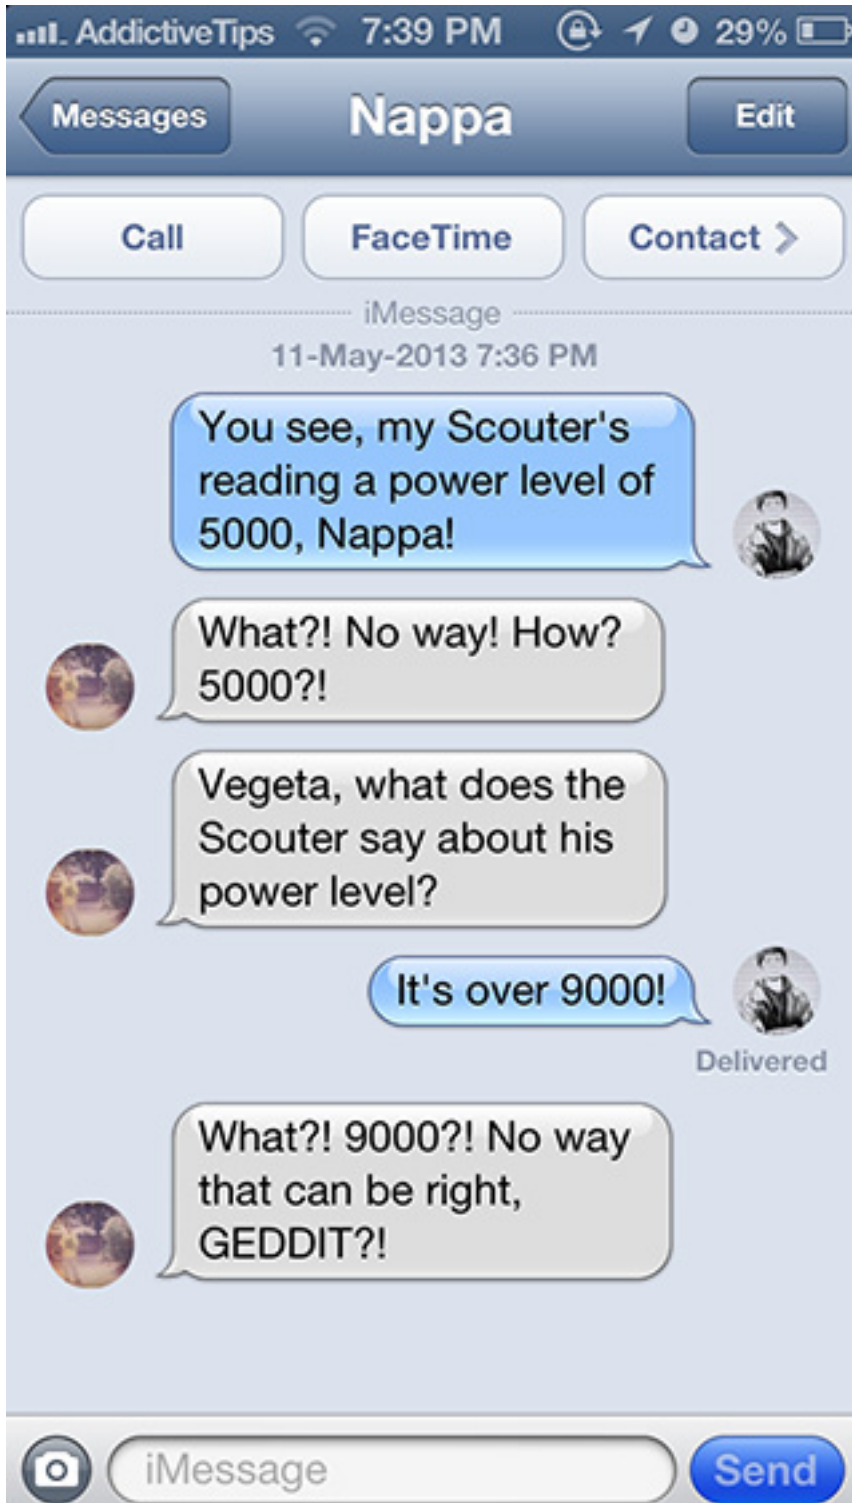 AddictiveTips 7:39 PM 29%
Messages Nappa Edit
Call FaceTime Contact
iMessage
11-May-2013 7:36 PM
You see, my Scouter's
reading a power level of
5000, Nappa!
What?! No way! How?
5000?!
Vegeta, what does the
Scouter say about his
power level?
It's over 9000!
Delivered
What?! 9000?! No way
that can be right,
GEDDIT?!
iMessage Send